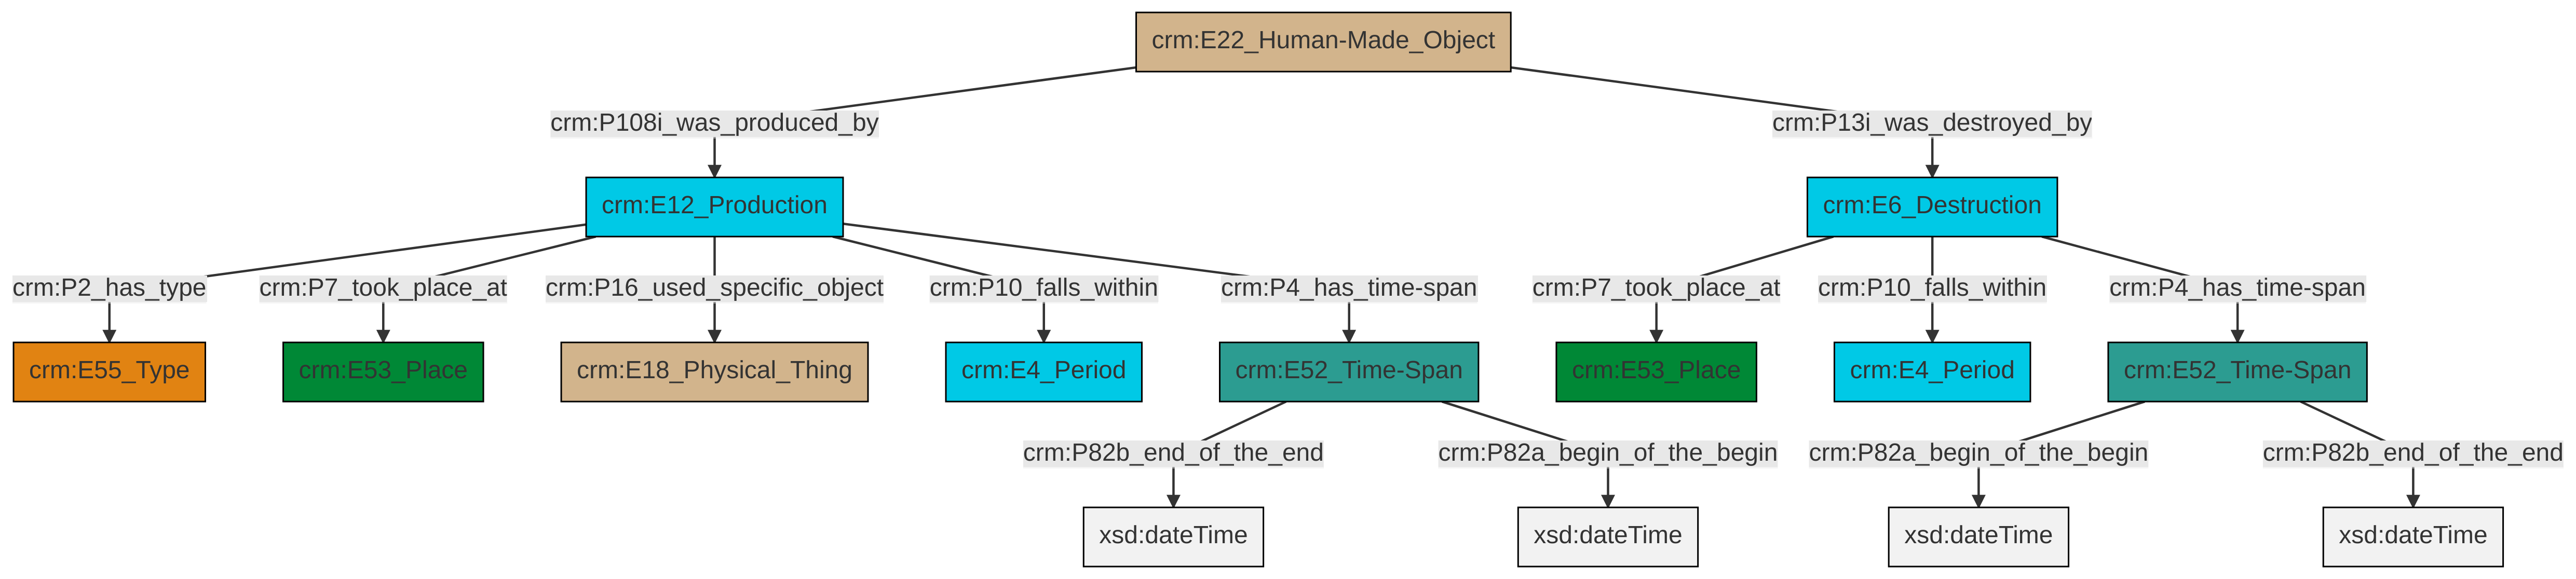 crm:E22_Human-Made_Object
crm:P108i_was_produced_by
crm:P13i_was_destroyed_by
crm:E12_Production
crm:E6_Destruction
crm:P2_has_type
crm:P7_took_place_at
crm:P16_used_specific_object
crm:P10_falls_within
crm:P4_has_time-span
crm:P7_took_place_at
crm:P10_falls_within
crm:P4_has_time-span
crm:E55_Type
crm:E53_Place
crm:E18_Physical_Thing
crm:E4_Period
crm:E52_Time-Span
crm:E53_Place
crm:E4_Period
crm:E52_Time-Span
crm:P82b_end_of_the_end
crm:P82a_begin_of_the_begin
crm:P82a_begin_of_the_begin
crm:P82b_end_of_the_end
xsd:dateTime
xsd:dateTime
xsd:dateTime
xsd:dateTime